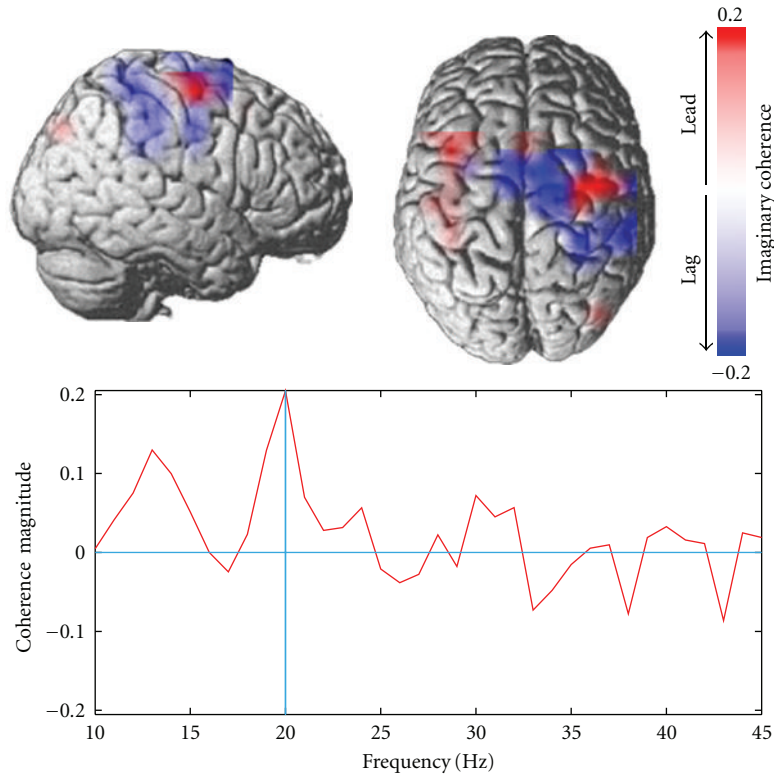 0.2
Lead
Lag
Imaginary coherence
−0.2
0.2
0.1
0
−0.1
−0.2
Coherence magnitude
10 15 20 25 30 35 40 45
Frequency (Hz)